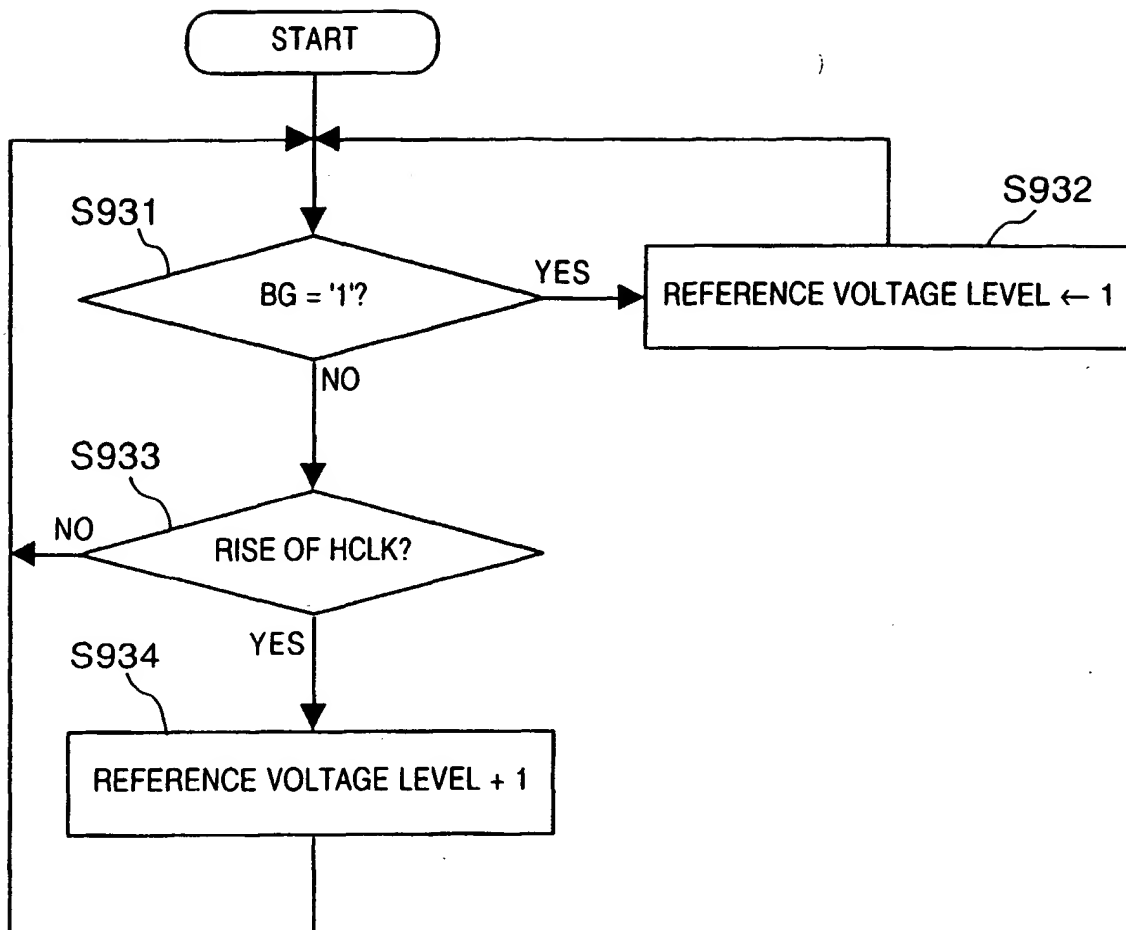 START
S931
BG = '1'?
YES
S932
REFERENCE VOLTAGE LEVEL ← 1
NO
S933
NO
RISE OF HCLK?
YES
S934
REFERENCE VOLTAGE LEVEL + 1